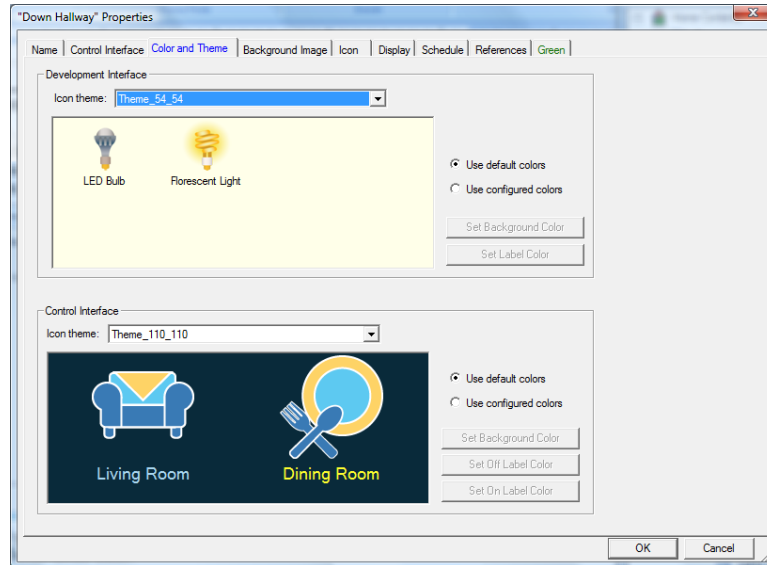 "Down Hallway" Properties
Name Control Interface Color and Theme Background Image Icon Display Schedule References Green
Development Interface
Icon theme: Theme_54_54
LED Bulb Florescent Light
Use default colors
Use configured colors
Set Background Color
Set Label Color
Control Interface
Icon theme: Theme_110_110
Living Room Dining Room
Use default colors
Use configured colors
Set Background Color
Set Off Label Color
Set On Label Color
OK Cancel